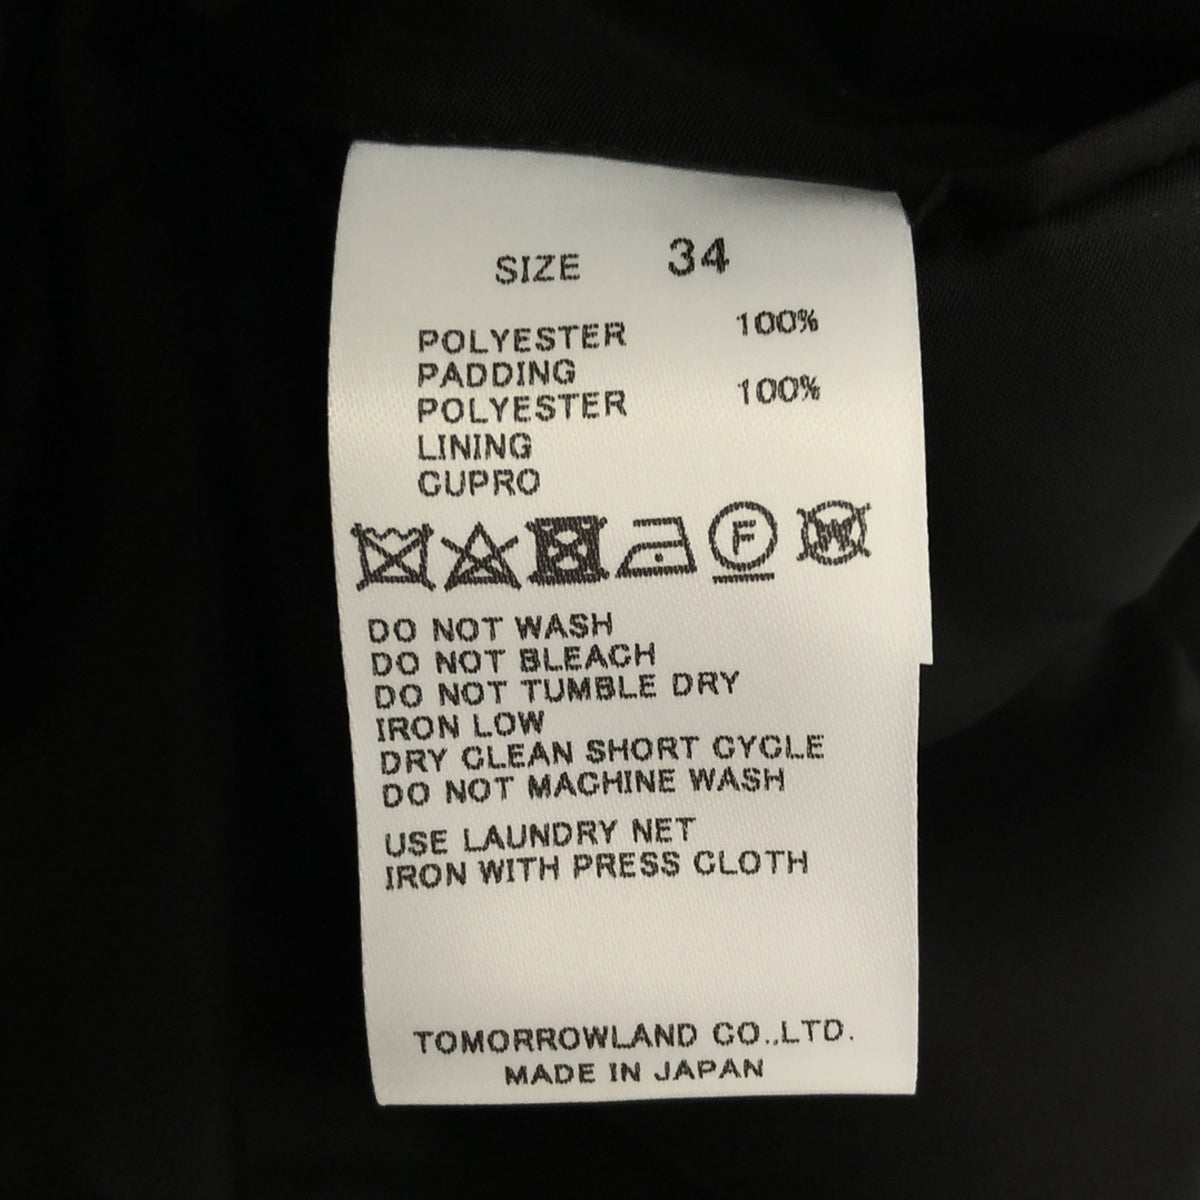 SIZE 34
POLYESTER 100%
PADDING
POLYESTER 100%
LINING
CUPRO
F W
DO NOT WASH
DO NOT BLEACH
DO NOT TUMBLE DRY
IRON LOW
DRY CLEAN SHORT CYCLE
DO NOT MACHINE WASH
USE LAUNDRY NET
IRON WITH PRESS CLOTH
TOMORROWLAND CO.,LTD.
MADE IN JAPAN